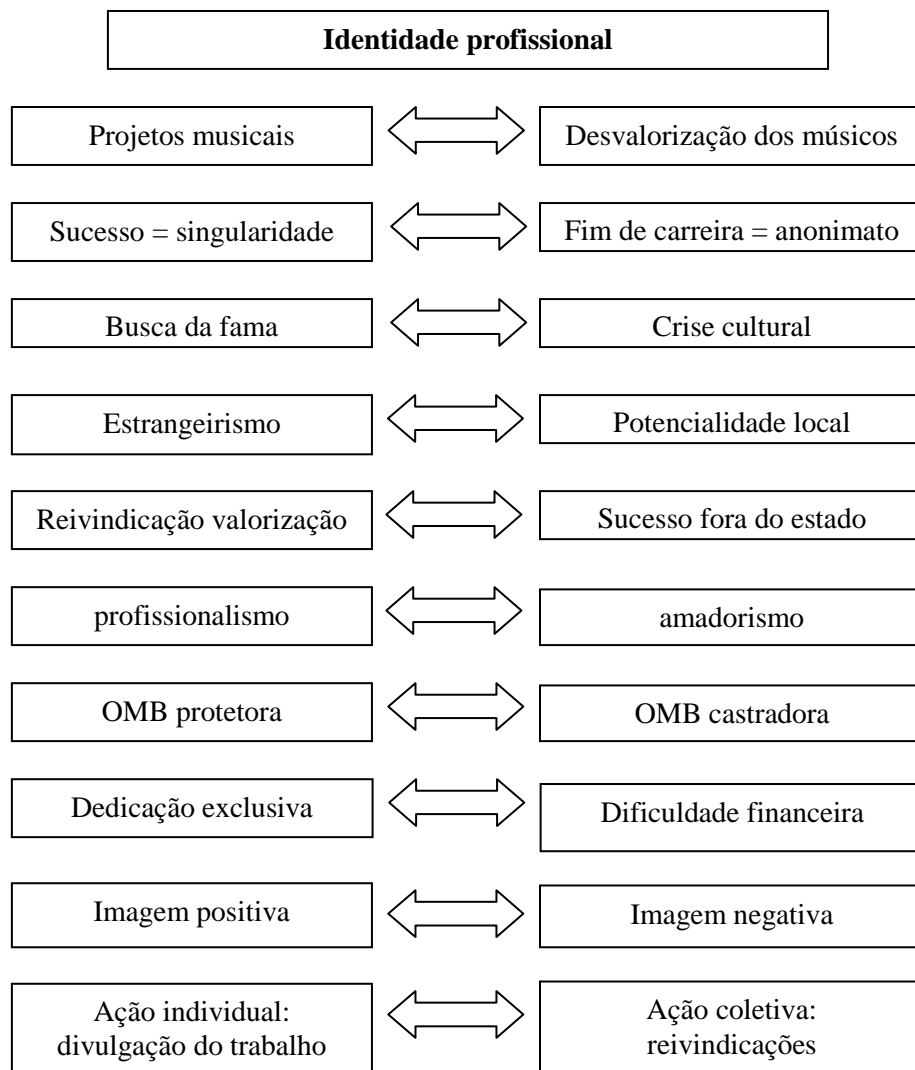 Identidade profissional
Projetos musicais
Desvalorização dos músicos
Sucesso = singularidade
Fim de carreira = anonimato
Busca da fama
Crise cultural
Estrangeirismo
Potencialidade local
Reivindicação valorização
Sucesso fora do estado
profissionalismo
amadorismo
OMB protetora
OMB castradora
Dedicação exclusiva
Dificuldade financeira
Imagem positiva
Imagem negativa
Ação individual:
divulgação do trabalho
Ação coletiva:
reivindicações